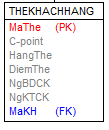 THEKHACHHANG
MaThe (PK)
C-point
HangThe
DiemThe
NgBDCK
NgKTCK
MaKH (FK)